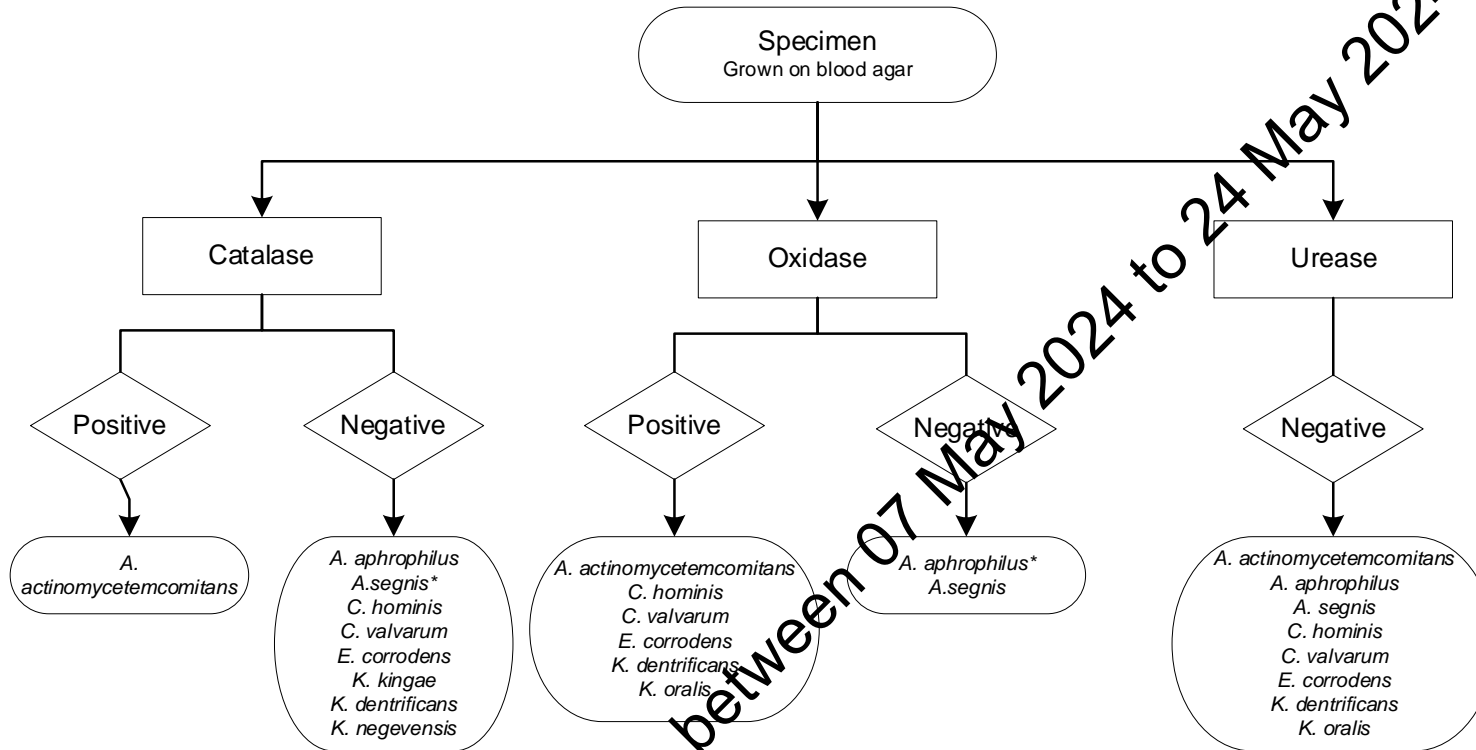 Specimen
Grown on blood agar
Catalase
Oxidase
Urease
Positive
Negative
Positive
Negative
Negative
A.
actinomycetemcomitans
A. aphrophilus
A.segnis*
C. hominis
C. valvarum
E. corrodens
K. kingae
K. dentrificans
K. negevensis
A. actinomycetemcomitans
C. hominis
C. valvarum
E. corrodens
K. dentrificans
K. oralis
A. aphrophilus*
A.segnis
A. actinomycetemcomitans
A. aphrophilus
A. segnis
C. hominis
C. valvarum
E. corrodens
K. dentrificans
K. oralis
between 07 May 2024 to 24 May